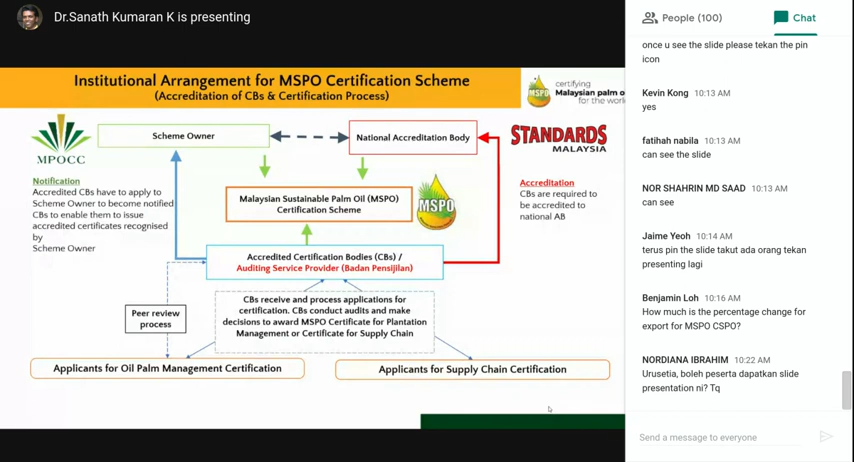 Dr.Sanath Kumaran K is presenting
Institutional Arrangement for MSPO Certification Scheme
(Accreditation of CBs & Certification Process)
MSPO
certifying
Malaysian palm o
for the worl
MPOCC
Scheme Owner
National Accreditation Body
STANDARDS
MALAYSIA
Notification
Accredited CBs have to apply to
Scheme Owner to become notified
CBs to enable them to issue
accredited certificates recognised
by
Scheme Owner
Malaysian Sustainable Palm Oil (MSPO)
Certification Scheme
MSPO
Accreditation
CBs are required to
be accredited to
national AB
Accredited Certification Bodies (CBs) /
Auditing Service Provider (Badan Pensijilan)
Peer review
process
CBs receive and process applications for
certification. CBs conduct audits and make
decisions to award MSPO Certificate for Plantation
Management or Certificate for Supply Chain
Applicants for Oil Palm Management Certification
Applicants for Supply Chain Certification
People (100)
Chat
once u see the slide please tekan the pin
icon
Kevin Kong 10:13 AM
yes
fatihah nabila 10:13 AM
can see the slide
NOR SHAHRIN MD SAAD 10:13 AM
can see
Jaime Yeoh 10:14 AM
terus pin the slide takut ada orang tekan
presenting lagi
Benjamin Loh 10:16 AM
How much is the percentage change for
export for MSPO CSPO?
NORDIANA IBRAHIM 10:22 AM
Urusetia, boleh peserta dapatkan slide
presentation ni? Tq
Send a message to everyone